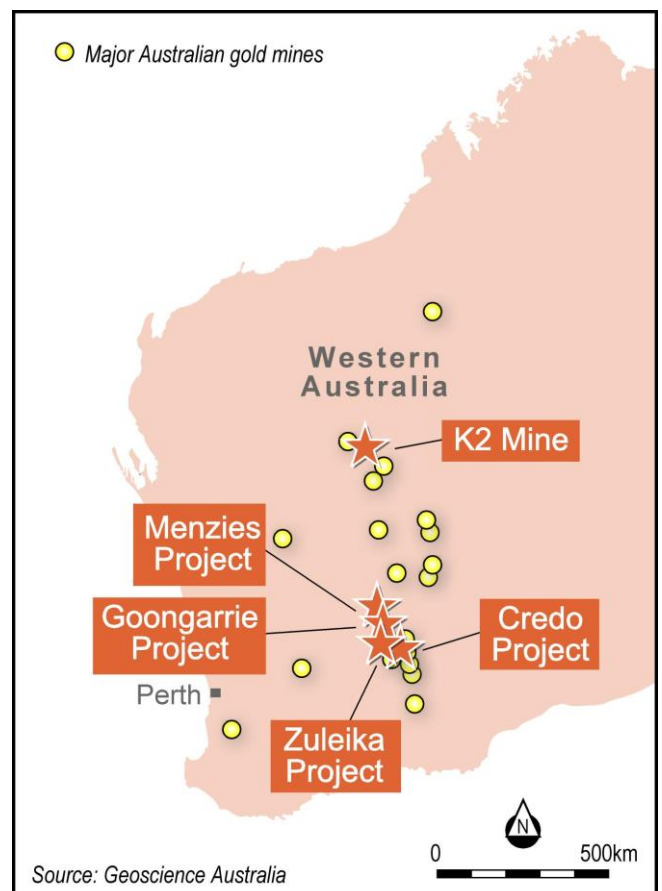 Major Australian gold mines
Western
Australia
K2 Mine
Menzies
Project
Goongarrie
Project
Credo
Project
Perth
Zuleika
Project
N
0 500km
Source: Geoscience Australia